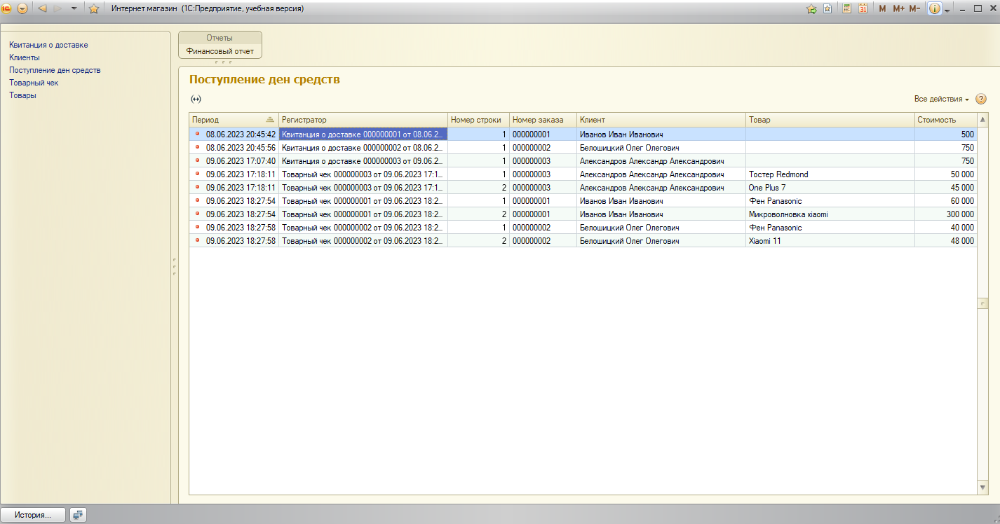 Интернет магазин (1С:Предприятие, учебная версия)
M M+ M-
Квитанция о доставке
Клиенты
Поступление ден средств
Товарный чек
Товары
Отчеты
Финансовый отчет
Поступление ден средств
Все действия
Период Регистратор Номер строки Номер заказа Клиент Товар Стоимость
08.06.2023 20:45:42 Квитанция о доставке 000000001 от 08.06.2... 1 000000001 Иванов Иван Иванович 500
08.06.2023 20:45:56 Квитанция о доставке 000000002 от 08.06.2... 1 000000002 Белошицкий Олег Олегович 750
09.06.2023 17:07:40 Квитанция о доставке 000000003 от 09.06.2... 1 000000003 Александров Александр Александрович 750
09.06.2023 17:18:11 Товарный чек 000000003 от 09.06.2023 17:1... 1 000000003 Александров Александр Александрович Тостер Redmond 50 000
09.06.2023 17:18:11 Товарный чек 000000003 от 09.06.2023 17:1... 2 000000003 Александров Александр Александрович One Plus 7 45 000
09.06.2023 18:27:54 Товарный чек 000000001 от 09.06.2023 18:2... 1 000000001 Иванов Иван Иванович Фен Panasonic 60 000
09.06.2023 18:27:54 Товарный чек 000000001 от 09.06.2023 18:2... 2 000000001 Иванов Иван Иванович Микроволновка xiaomi 300 000
09.06.2023 18:27:58 Товарный чек 000000002 от 09.06.2023 18:2... 1 000000002 Белошицкий Олег Олегович Фен Panasonic 40 000
09.06.2023 18:27:58 Товарный чек 000000002 от 09.06.2023 18:2... 2 000000002 Белошицкий Олег Олегович Xiaomi 11 48 000
История...